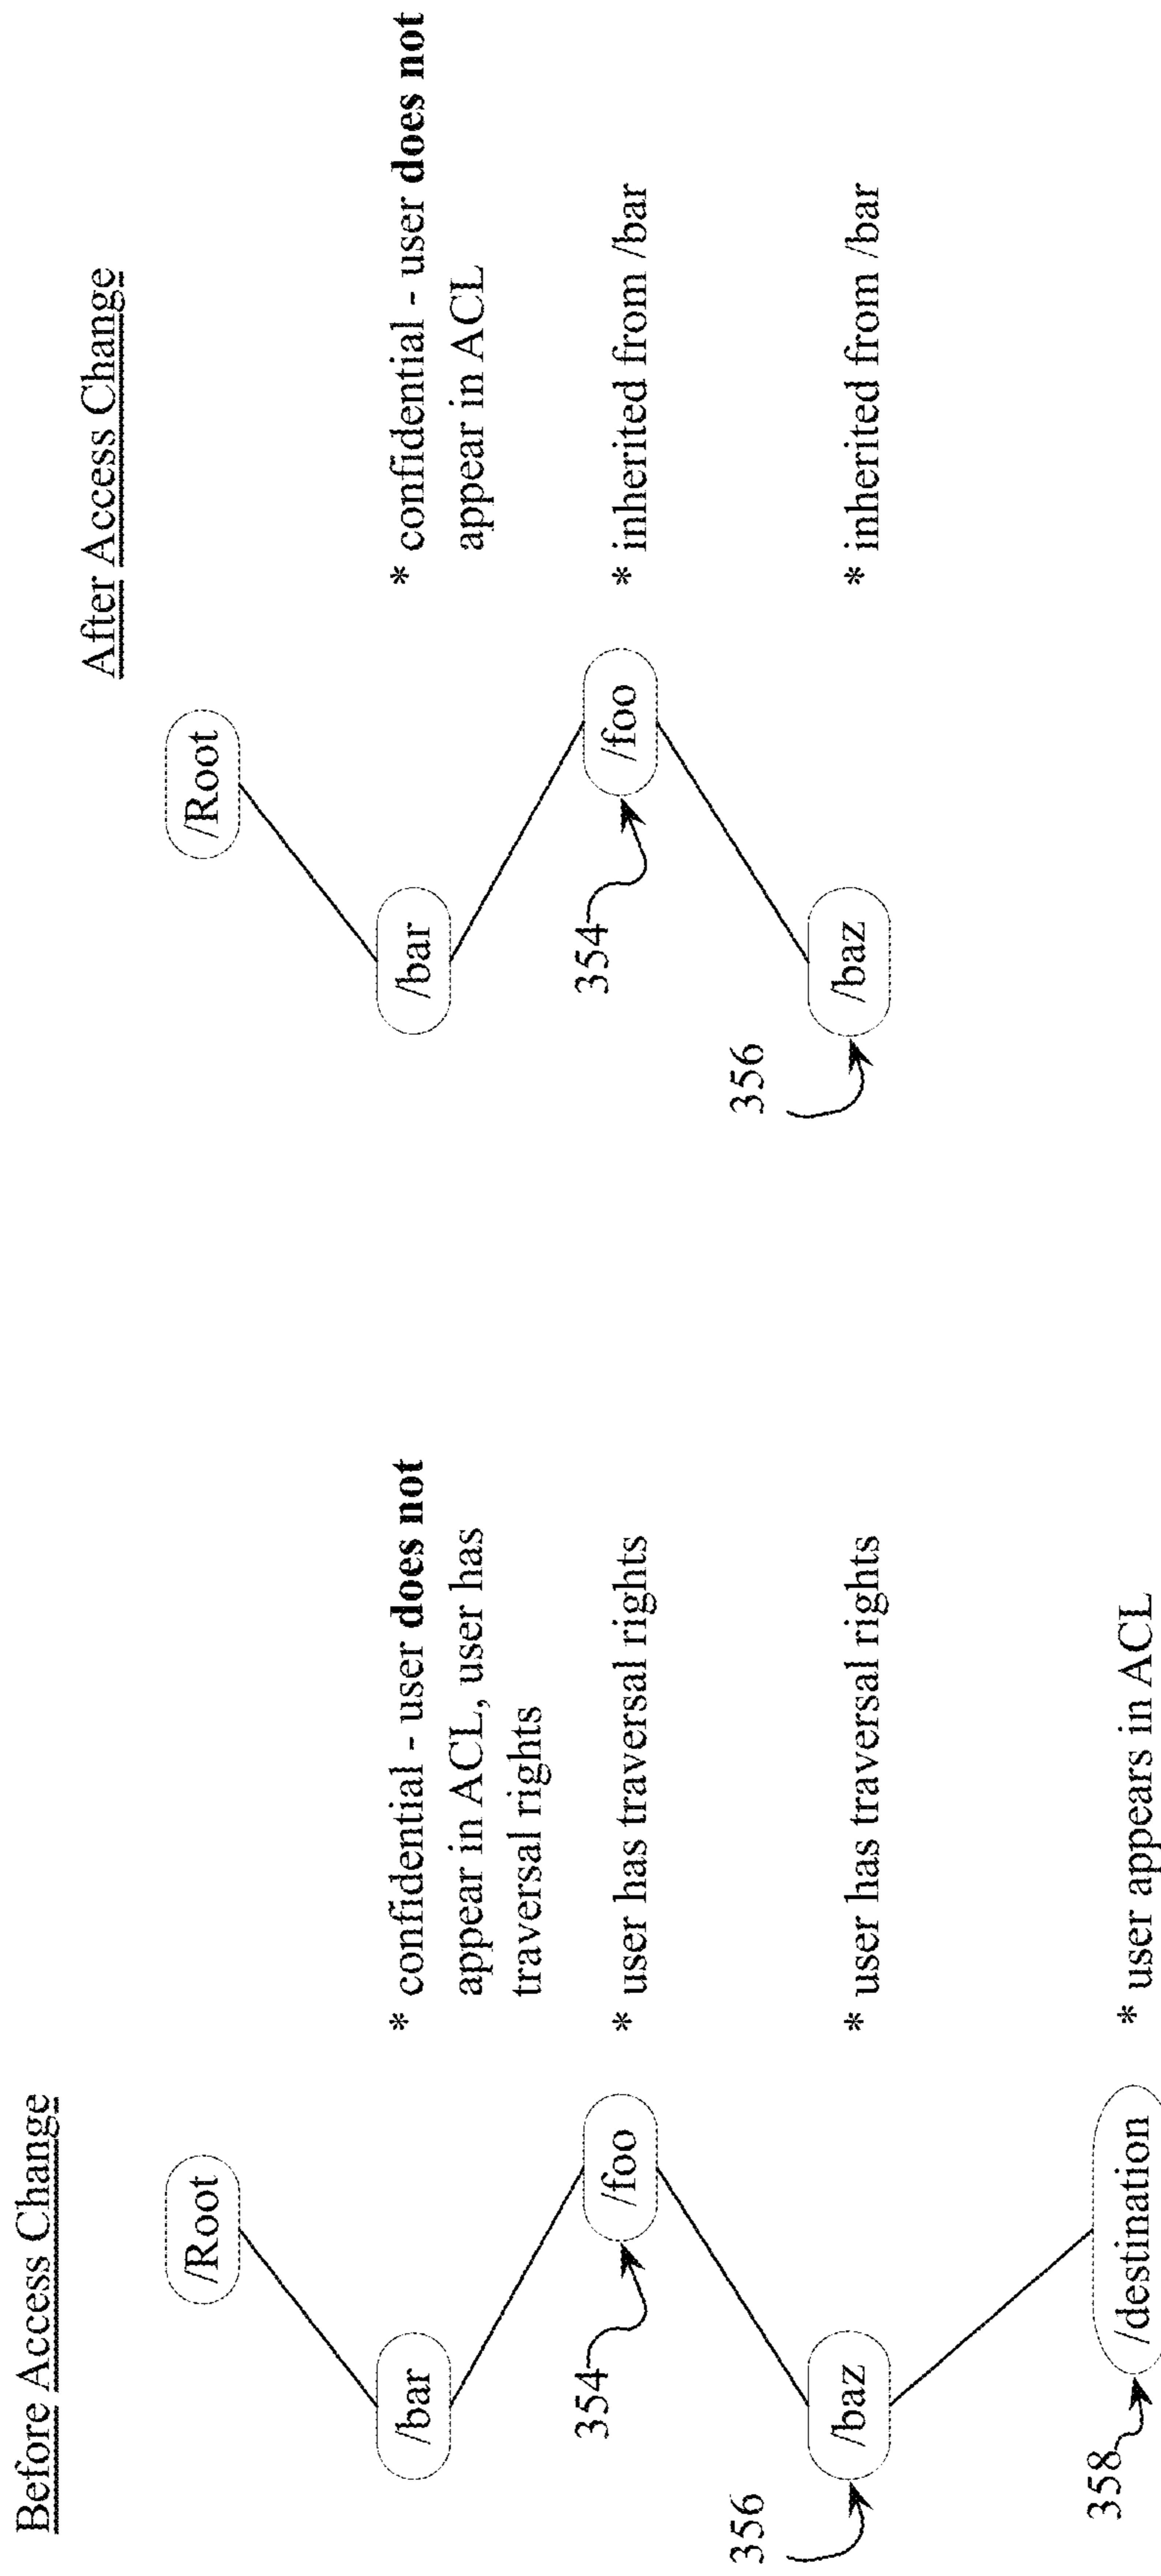 Before Access Change
/Root
/bar
* confidential - user does not
appear in ACL, user has
traversal rights
354
/foo
* user has traversal rights
356
/baz
* user has traversal rights
358
/destination
* user appears in ACL
After Access Change
/Root
/bar
* confidential - user does not
appear in ACL
354
/foo
* inherited from /bar
356
/baz
* inherited from /bar